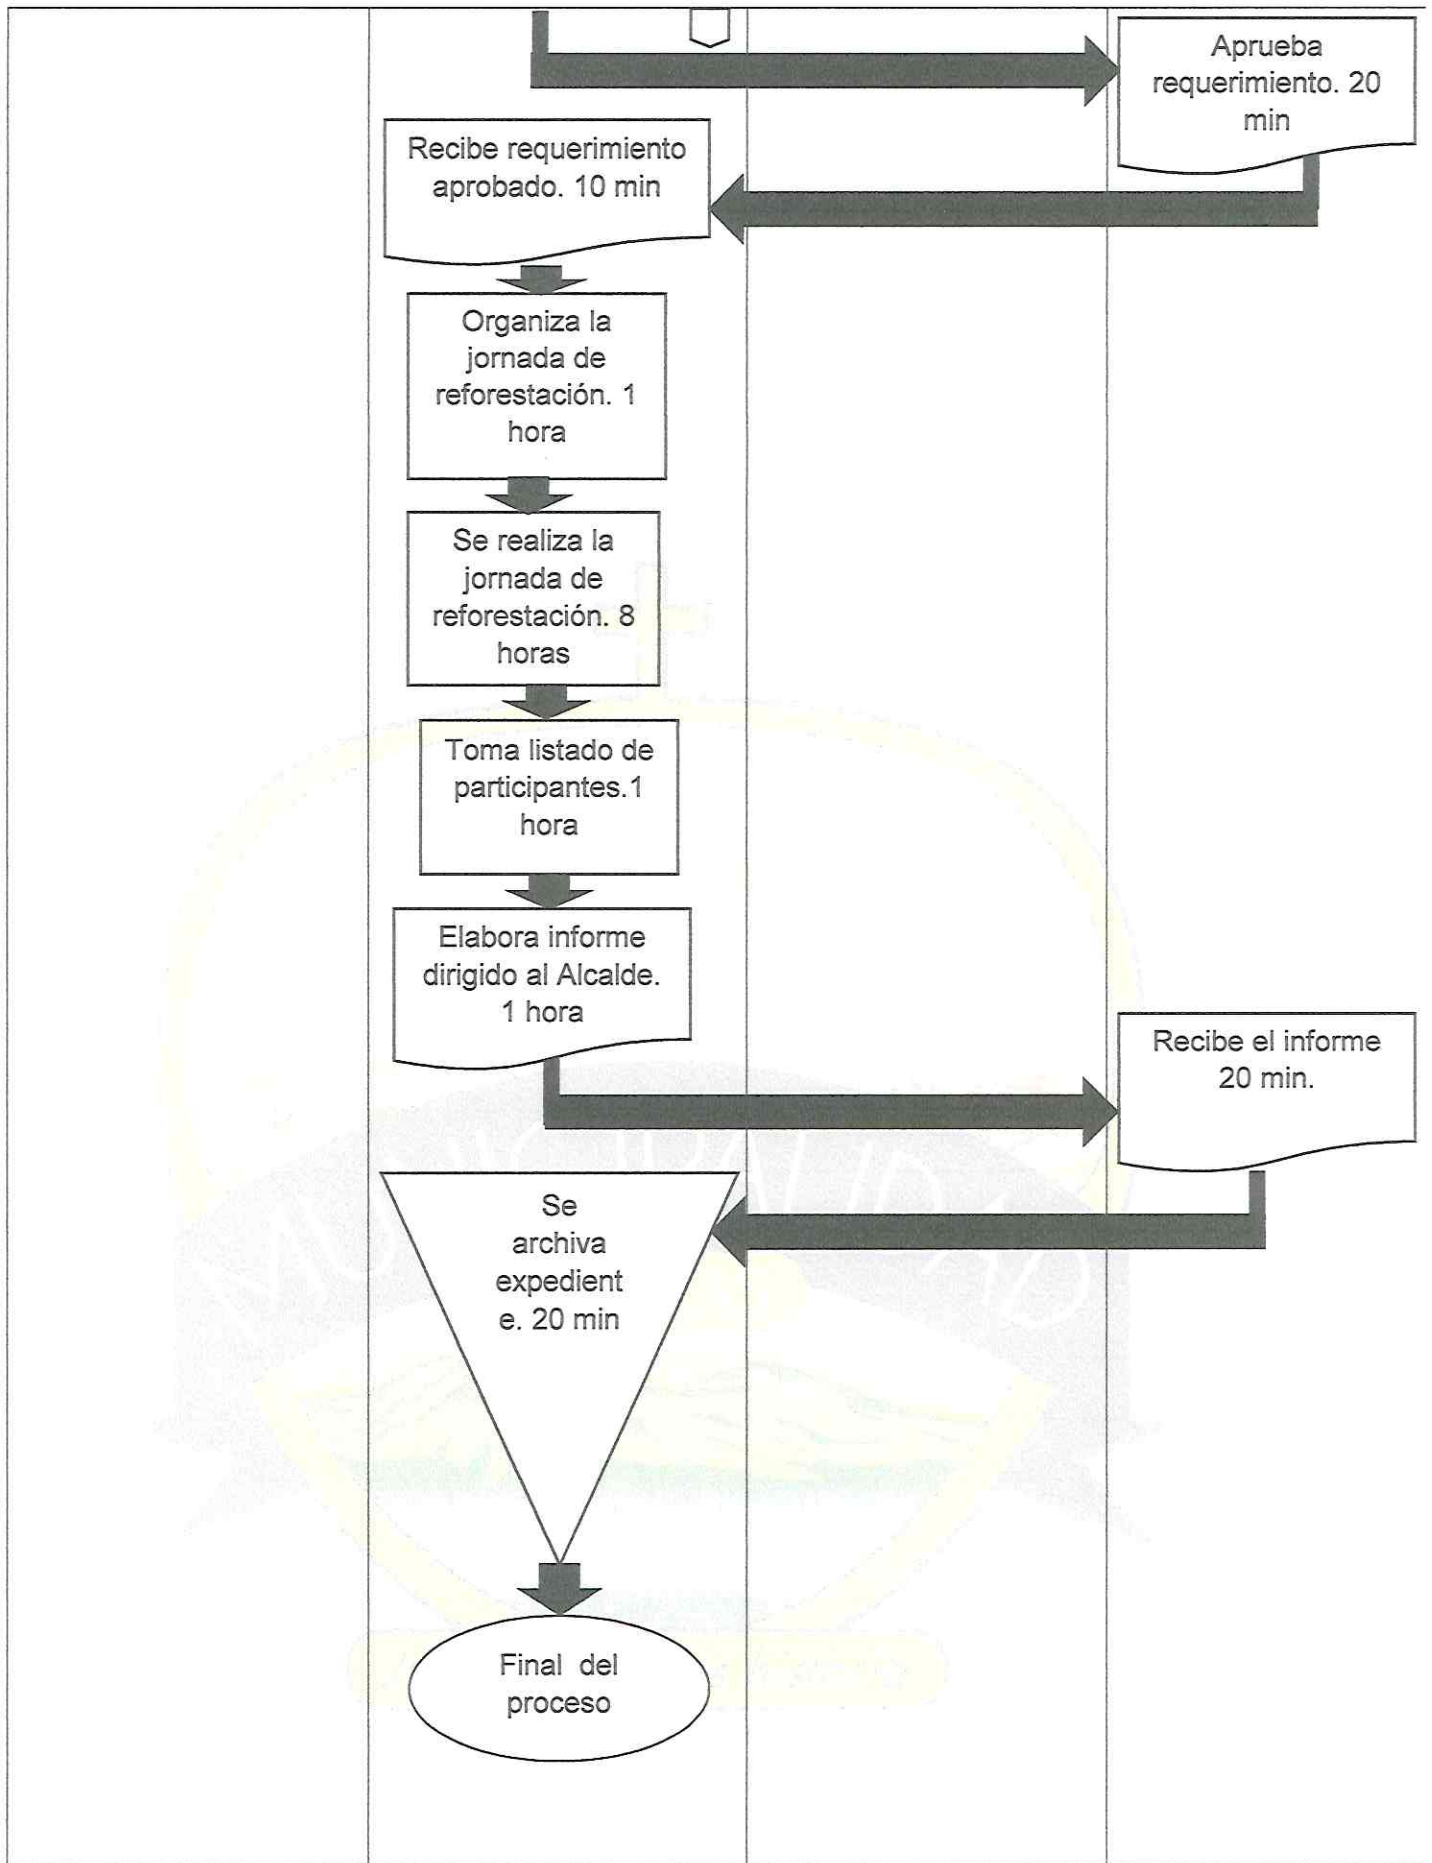 Aprueba
requerimiento. 20
min
Recibe requerimiento
aprobado. 10 min
Organiza la
jornada de
reforestación. 1
hora
Se realiza la
jornada de
reforestación. 8
horas
Toma listado de
participantes.1
hora
Elabora informe
dirigido al Alcalde.
1 hora
Recibe el informe
20 min.
MUNICIPALIDAD
Se
archiva
expedient
e. 20 min
Final del
proceso